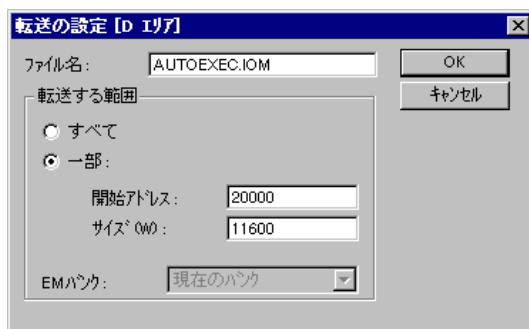 転送の設定 [D ｴﾘｱ]
ﾌｧｲﾙ名： AUTOEXEC.IOM OK
転送する範囲 ｷｬﾝｾﾙ
すべて
一部：
開始ｱﾄﾞﾚｽ： 20000
ｻｲｽﾞ(W)： 11600
EMﾊﾞﾝｸ： 現在のﾊﾞﾝｸ